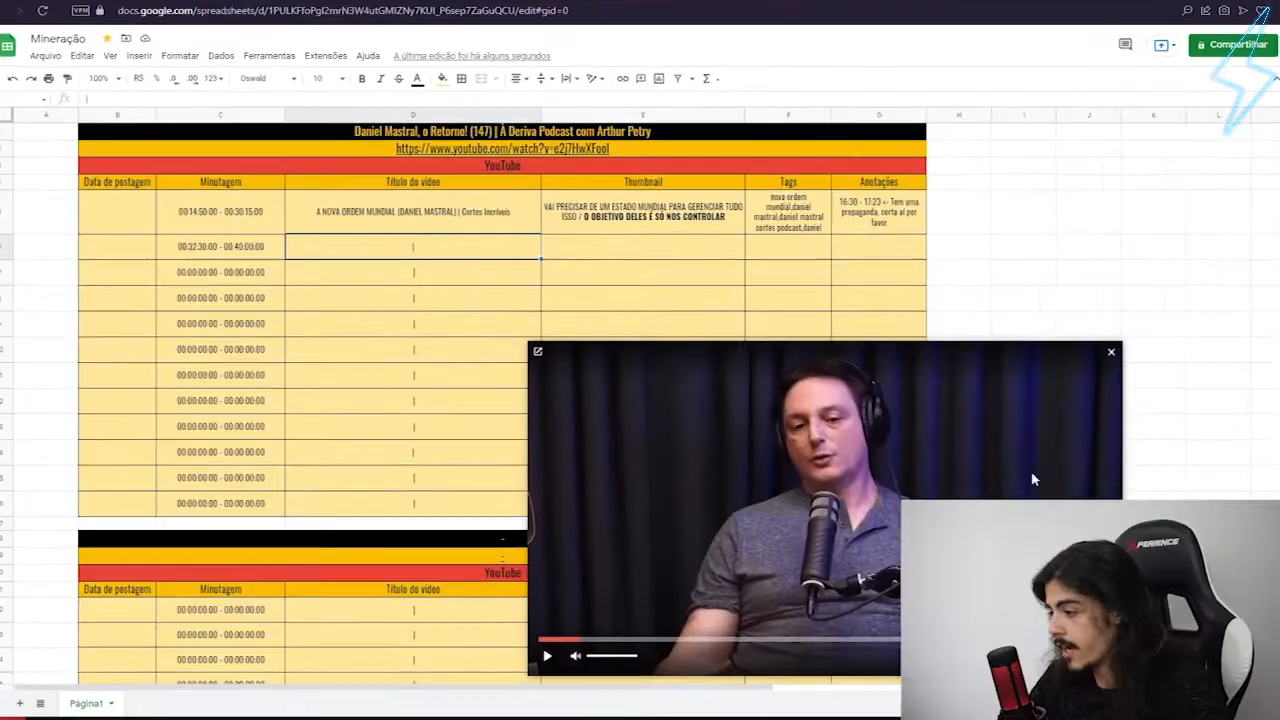 VPN docs.google.com/spreadsheets/d/1PULKFfoPgI2mrN3W4utGMIZNy7KUI_P6sep7ZaGuQCU/edit#gid=0
Mineração
Arquivo Editar Ver Inserir Formatar Dados Ferramentas Extensões Ajuda A última edição foi há alguns segundos
Compartilhar
100% R$ % .0 .00 123 Oswald 10 B I S A
fx |
A B C D E F G H I J K L
Daniel Mastral, o Retorno! (147) | À Deriva Podcast com Arthur Petry
https://www.youtube.com/watch?v=e2j7HwXFooI
YouTube
Data de postagem Minutagem Título do vídeo Thumbnail Tags Anotações
00:14:50:00 - 00:30:15:00
A NOVA ORDEM MUNDIAL (DANIEL MASTRAL) | Cortes Incríveis
VAI PRECISAR DE UM ESTADO MUNDIAL PARA GERENCIAR TUDO
ISSO / O OBJETIVO DELES É SÓ NOS CONTROLAR
nova ordem
mundial,daniel
mastral,daniel mastral
cortes podcast,daniel
16:30 - 17:23 <- Tem uma
propaganda, corta aí por
favor
00:32:30:00 - 00:40:00:00 |
00:00:00:00 - 00:00:00:00 |
00:00:00:00 - 00:00:00:00 |
00:00:00:00 - 00:00:00:00 |
00:00:00:00 - 00:00:00:00 |
00:00:00:00 - 00:00:00:00 |
00:00:00:00 - 00:00:00:00 |
00:00:00:00 - 00:00:00:00 |
00:00:00:00 - 00:00:00:00 |
00:00:00:00 - 00:00:00:00 |
00:00:00:00 - 00:00:00:00 |
-
-
YouTube
Data de postagem Minutagem Título do vídeo
00:00:00:00 - 00:00:00:00 |
00:00:00:00 - 00:00:00:00 |
00:00:00:00 - 00:00:00:00 |
XPERIENCE
Página1